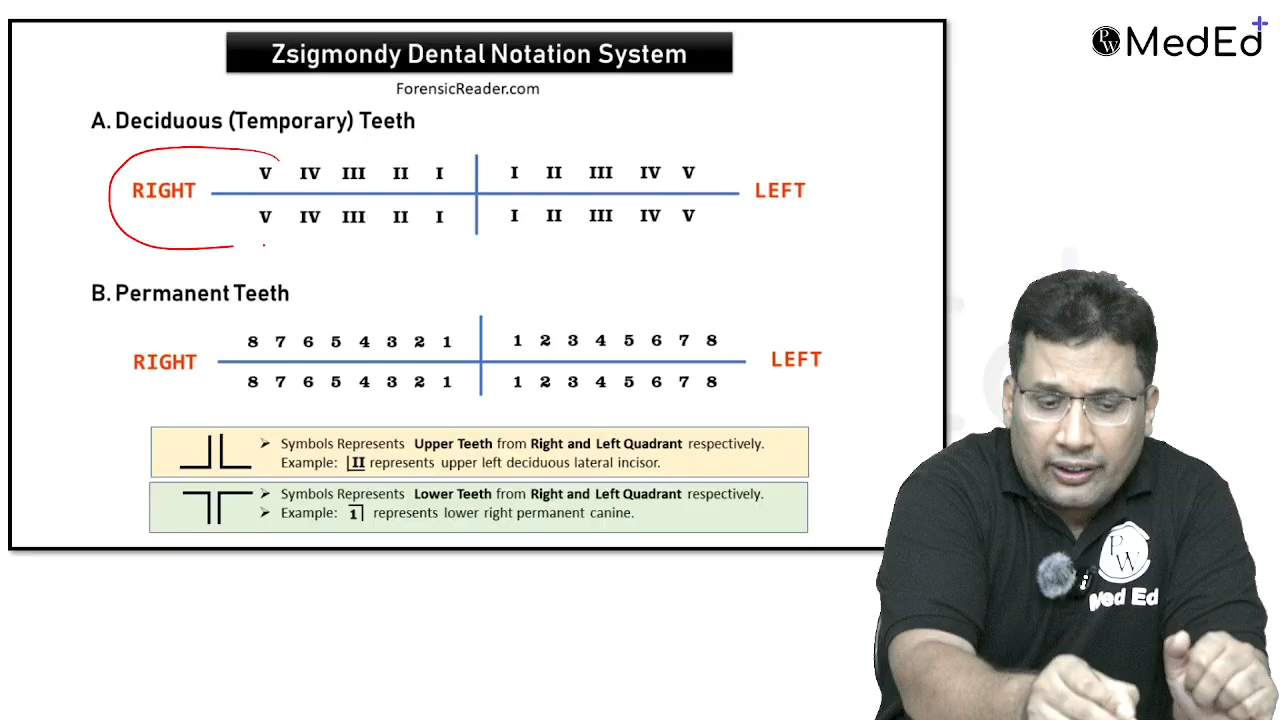 Zsigmondy Dental Notation System
PW MedEd+
ForensicReader.com
A. Deciduous (Temporary) Teeth
V IV III II I I II III IV V
RIGHT LEFT
V IV III II I I II III IV V
B. Permanent Teeth
8 7 6 5 4 3 2 1 1 2 3 4 5 6 7 8
RIGHT LEFT
8 7 6 5 4 3 2 1 1 2 3 4 5 6 7 8
➢ Symbols Represents Upper Teeth from Right and Left Quadrant respectively.
Example: II represents upper left deciduous lateral incisor.
➢ Symbols Represents Lower Teeth from Right and Left Quadrant respectively.
➢ Example: 1 represents lower right permanent canine.
PW
Med Ed